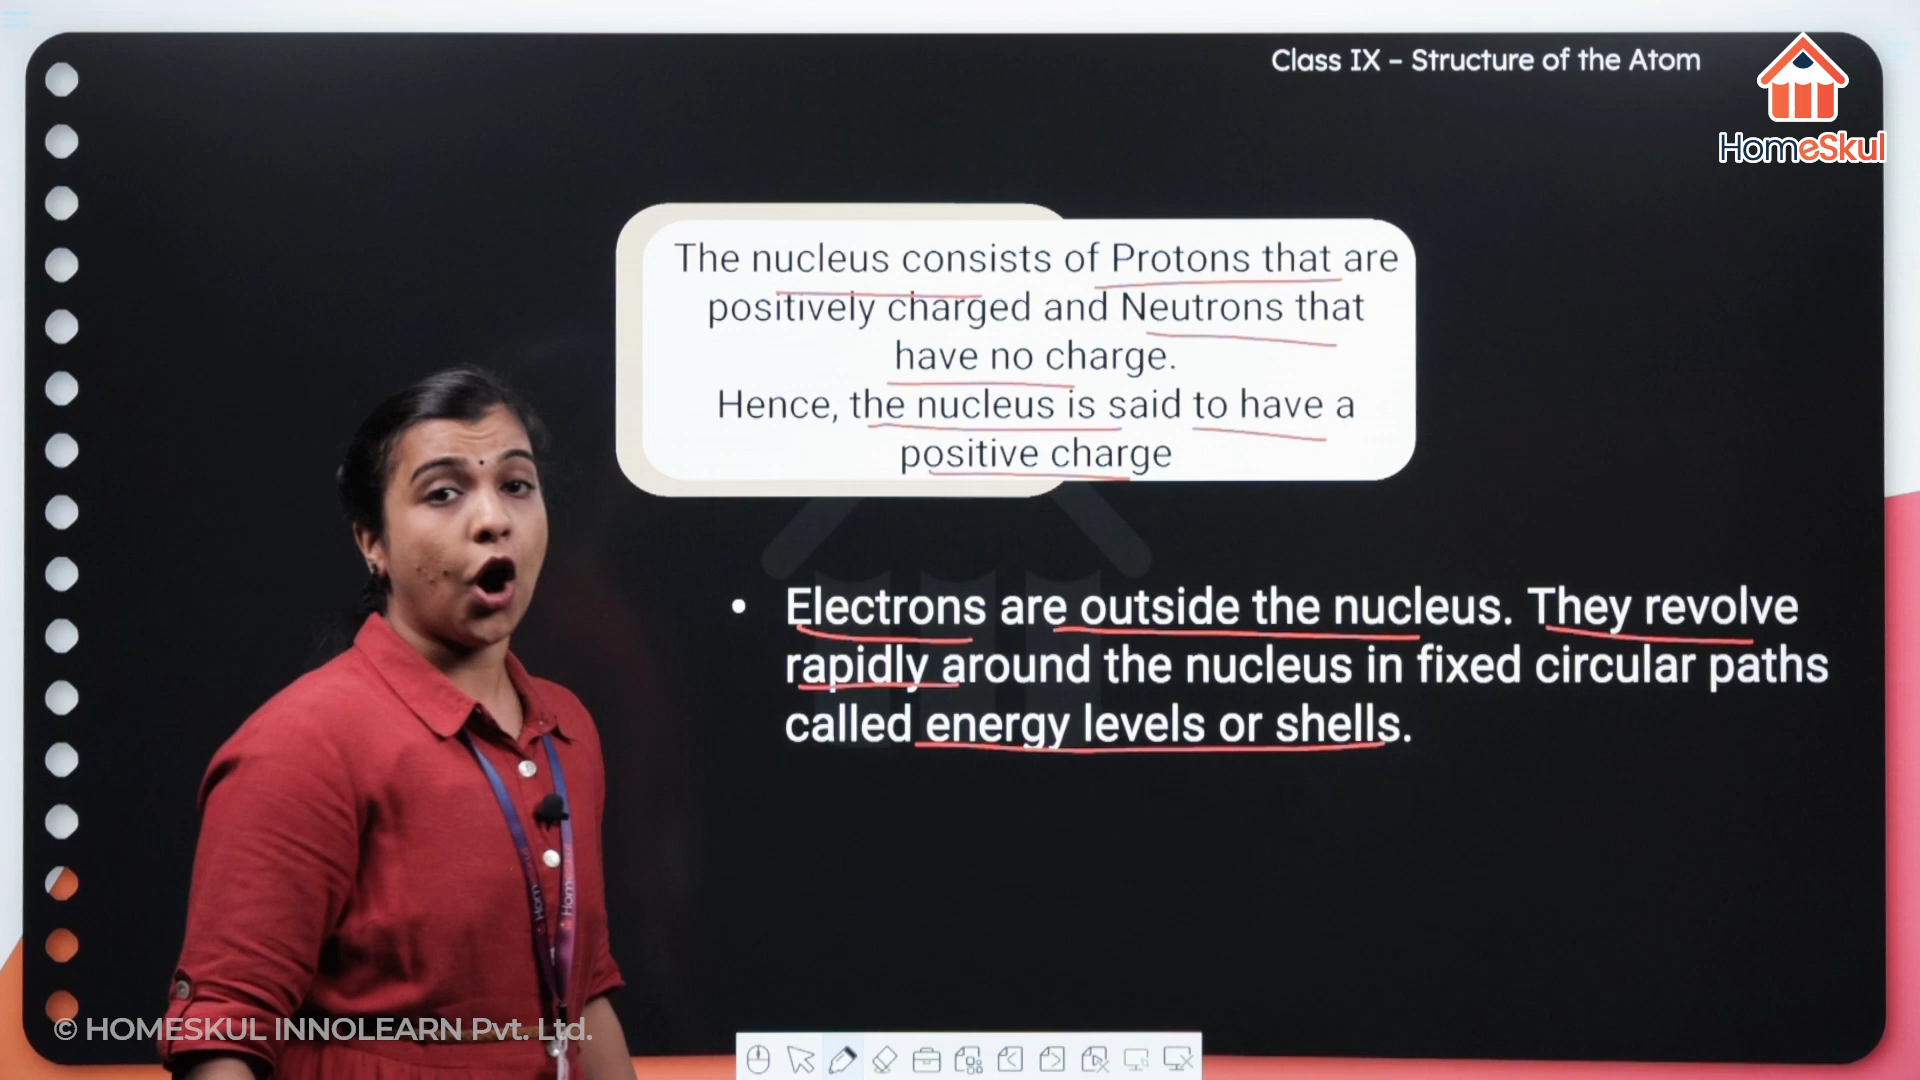 Class IX – Structure of the Atom
HomeSkul
The nucleus consists of Protons that are
positively charged and Neutrons that
have no charge.
Hence, the nucleus is said to have a
positive charge
• Electrons are outside the nucleus. They revolve
rapidly around the nucleus in fixed circular paths
called energy levels or shells.
© HOMESKUL INNOLEARN Pvt. Ltd.